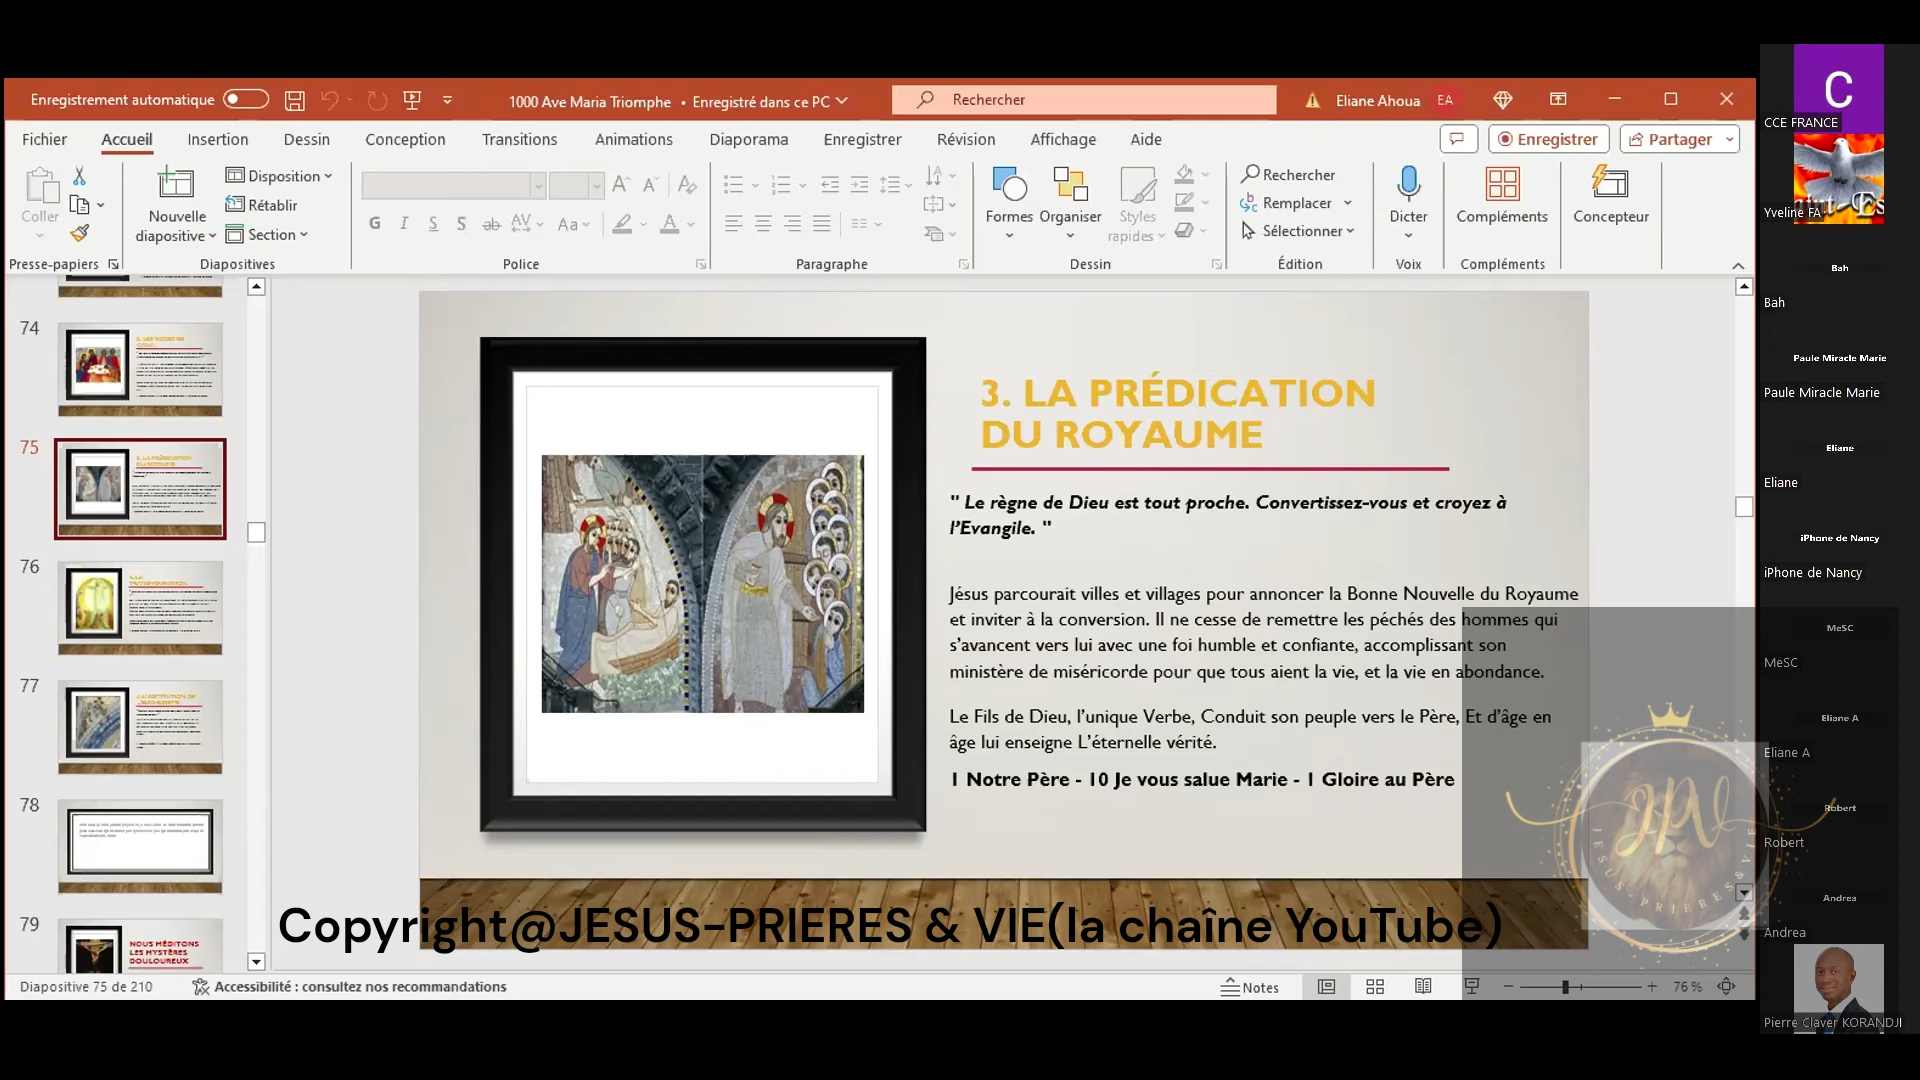 Enregistrement automatique
1000 Ave Maria Triomphe • Enregistré dans ce PC
Rechercher
Eliane Ahoua EA
Fichier Accueil Insertion Dessin Conception Transitions Animations Diaporama Enregistrer Révision Affichage Aide
Enregistrer
Partager
Coller
Nouvelle
diapositive
Disposition
Rétablir
Section
Formes
Organiser
Styles
rapides
Rechercher
Remplacer
Sélectionner
Dicter
Compléments
Concepteur
Presse-papiers
Diapositives
Police
Paragraphe
Dessin
Édition
Voix
Compléments
74
75
76
77
78
79
NOUS MÉDITONS
LES MYSTÈRES
DOULOUREUX
3. LA PRÉDICATION
DU ROYAUME
" Le règne de Dieu est tout proche. Convertissez-vous et croyez à
l’Evangile. "
Jésus parcourait villes et villages pour annoncer la Bonne Nouvelle du Royaume
et inviter à la conversion. Il ne cesse de remettre les péchés des hommes qui
s’avancent vers lui avec une foi humble et confiante, accomplissant son
ministère de miséricorde pour que tous aient la vie, et la vie en abondance.
Le Fils de Dieu, l’unique Verbe, Conduit son peuple vers le Père, Et d’âge en
âge lui enseigne L’éternelle vérité.
1 Notre Père - 10 Je vous salue Marie - 1 Gloire au Père
Copyright@JESUS-PRIERES & VIE(la chaîne YouTube)
JPV
JESUS-PRIERES & VIE
Diapositive 75 de 210
Accessibilité : consultez nos recommandations
Notes
76 %
C
CCE FRANCE
Yveline FA
Bah
Bah
Paule Miracle Marie
Paule Miracle Marie
Eliane
Eliane
iPhone de Nancy
iPhone de Nancy
MeSC
MeSC
Eliane A
Eliane A
Robert
Robert
Andrea
Andrea
Pierre Claver KORANDJI